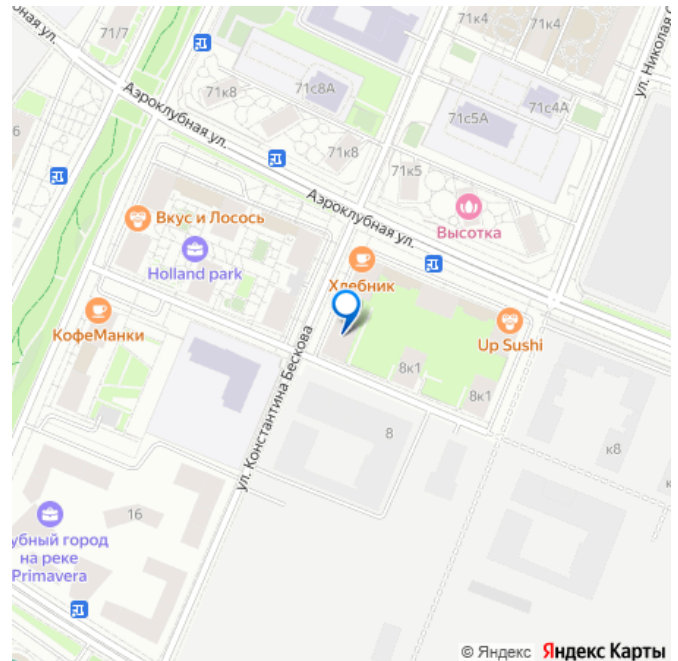 71/7
71к4
71к4
ная ул.
71к8
71с8А
71с4А
71с5А
ул. Николая С
Аэроклубная ул.
71к8
71к5
6
Аэроклубная ул.
Вкус и Лосось
Высотка
Holland park
Хлебник
КофеМанки
Up Sushi
ул. Константина Бескова
8к1
8к1
8
к8
к
16
убный город
на реке
Primavera
© Яндекс Яндекс Карты